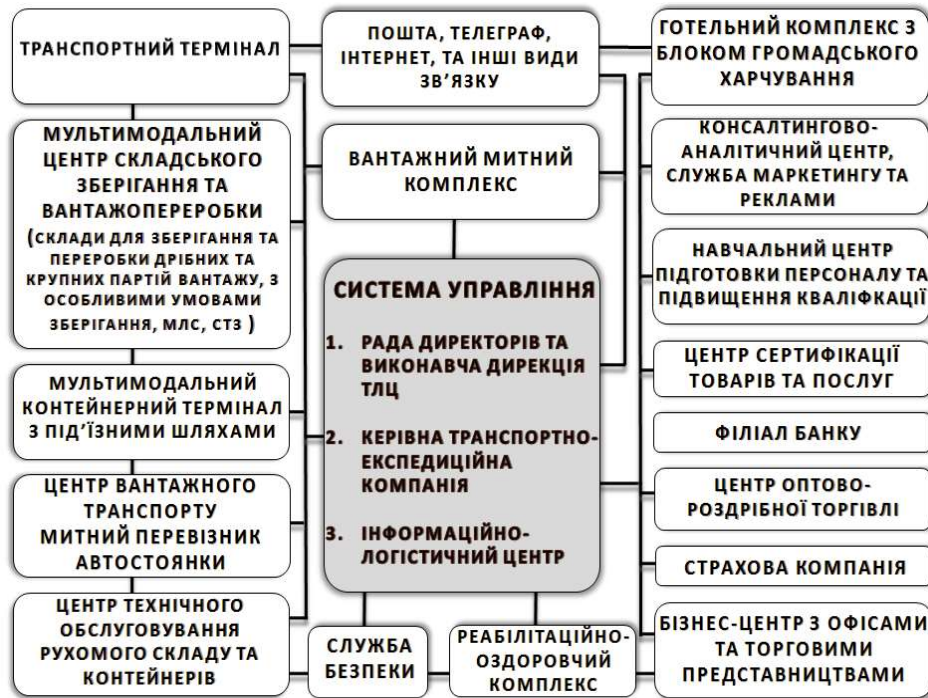 ТРАНСПОРТНИЙ ТЕРМІНАЛ
МУЛЬТИМОДАЛЬНИЙ
ЦЕНТР СКЛАДСЬКОГО
ЗБЕРІГАННЯ ТА
ВАНТАЖОПЕРЕРОБКИ
(СКЛАДИ ДЛЯ ЗБЕРІГАННЯ ТА
ПЕРЕРОБКИ ДРІБНИХ ТА
КРУПНИХ ПАРТІЙ ВАНТАЖУ, З
ОСОБЛИВИМИ УМОВАМИ
ЗБЕРІГАННЯ, МЛС, СТЗ )
МУЛЬТИМОДАЛЬНИЙ
КОНТЕЙНЕРНИЙ ТЕРМІНАЛ
З ПІД’ЇЗНИМИ ШЛЯХАМИ
ЦЕНТР ВАНТАЖНОГО
ТРАНСПОРТУ
МИТНИЙ ПЕРЕВІЗНИК
АВТОСТОЯНКИ
ЦЕНТР ТЕХНІЧНОГО
ОБСЛУГОВУВАННЯ
РУХОМОГО СКЛАДУ ТА
КОНТЕЙНЕРІВ
ПОШТА, ТЕЛЕГРАФ,
ІНТЕРНЕТ, ТА ІНШІ ВИДИ
ЗВ’ЯЗКУ
ВАНТАЖНИЙ МИТНИЙ
КОМПЛЕКС
СИСТЕМА УПРАВЛІННЯ
1. РАДА ДИРЕКТОРІВ ТА
ВИКОНАВЧА ДИРЕКЦІЯ
ТЛЦ
2. КЕРІВНА ТРАНСПОРТНО-
ЕКСПЕДИЦІЙНА
КОМПАНІЯ
3. ІНФОРМАЦІЙНО-
ЛОГІСТИЧНИЙ ЦЕНТР
СЛУЖБА
БЕЗПЕКИ
РЕАБІЛІТАЦІЙНО-
ОЗДОРОВЧИЙ
КОМПЛЕКС
ГОТЕЛЬНИЙ КОМПЛЕКС З
БЛОКОМ ГРОМАДСЬКОГО
ХАРЧУВАННЯ
КОНСАЛТИНГОВО-
АНАЛІТИЧНИЙ ЦЕНТР,
СЛУЖБА МАРКЕТИНГУ ТА
РЕКЛАМИ
НАВЧАЛЬНИЙ ЦЕНТР
ПІДГОТОВКИ ПЕРСОНАЛУ ТА
ПІДВИЩЕННЯ КВАЛІФКАЦІЇ
ЦЕНТР СЕРТИФІКАЦІЇ
ТОВАРІВ ТА ПОСЛУГ
ФІЛІАЛ БАНКУ
ЦЕНТР ОПТОВО-
РОЗДРІБНОЇ ТОРГІВЛІ
СТРАХОВА КОМПАНІЯ
БІЗНЕС-ЦЕНТР З ОФІСАМИ
ТА ТОРГОВИМИ
ПРЕДСТАВНИЦТВАМИ